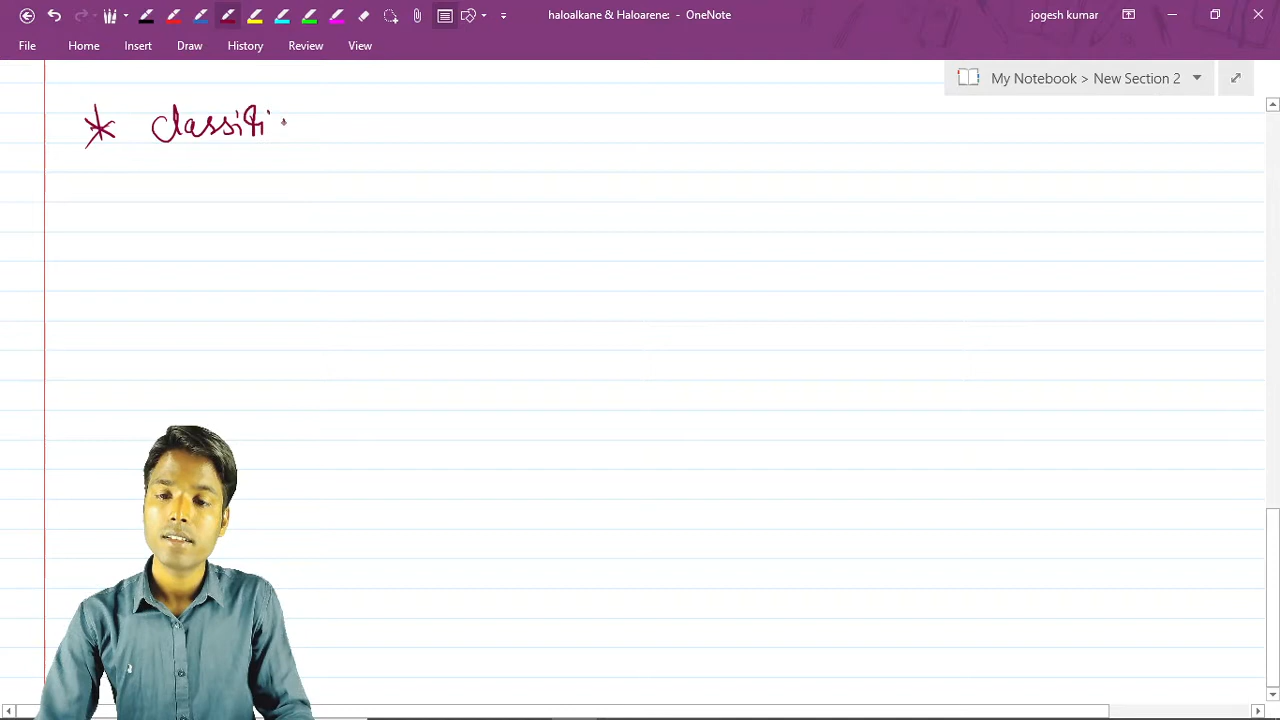 haloalkane & Haloarene: - OneNote
jogesh kumar
File Home Insert Draw History Review View
My Notebook > New Section 2
* Classifi